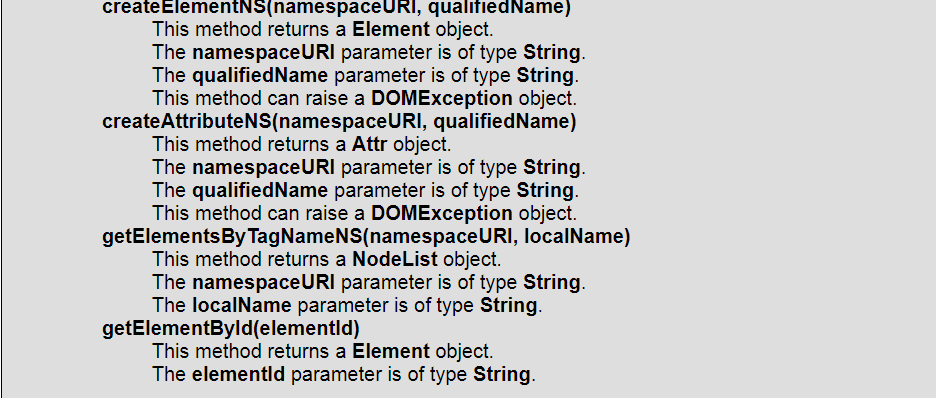 createElementNS(namespaceURI, qualifiedName)
This method returns a Element object.
The namespaceURI parameter is of type String.
The qualifiedName parameter is of type String.
This method can raise a DOMException object.
createAttributeNS(namespaceURI, qualifiedName)
This method returns a Attr object.
The namespaceURI parameter is of type String.
The qualifiedName parameter is of type String.
This method can raise a DOMException object.
getElementsByTagNameNS(namespaceURI, localName)
This method returns a NodeList object.
The namespaceURI parameter is of type String.
The localName parameter is of type String.
getElementById(elementId)
This method returns a Element object.
The elementId parameter is of type String.